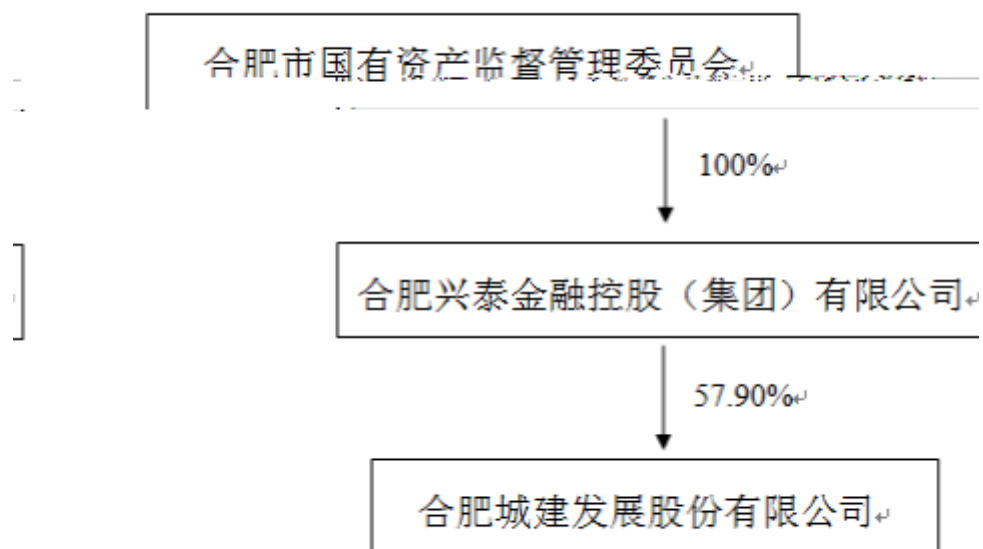 合肥市国有资产监督管理委员会
100%
合肥兴泰金融控股（集团）有限公司
57.90%
合肥城建发展股份有限公司